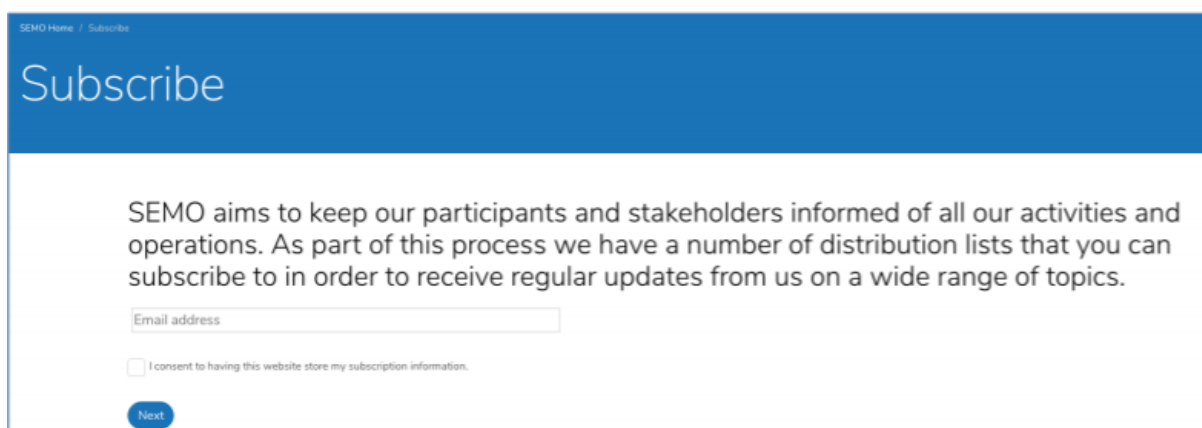 SEMO Home / Subscribe
Subscribe
SEMO aims to keep our participants and stakeholders informed of all our activities and
operations. As part of this process we have a number of distribution lists that you can
subscribe to in order to receive regular updates from us on a wide range of topics.
Email address
I consent to having this website store my subscription information.
Next